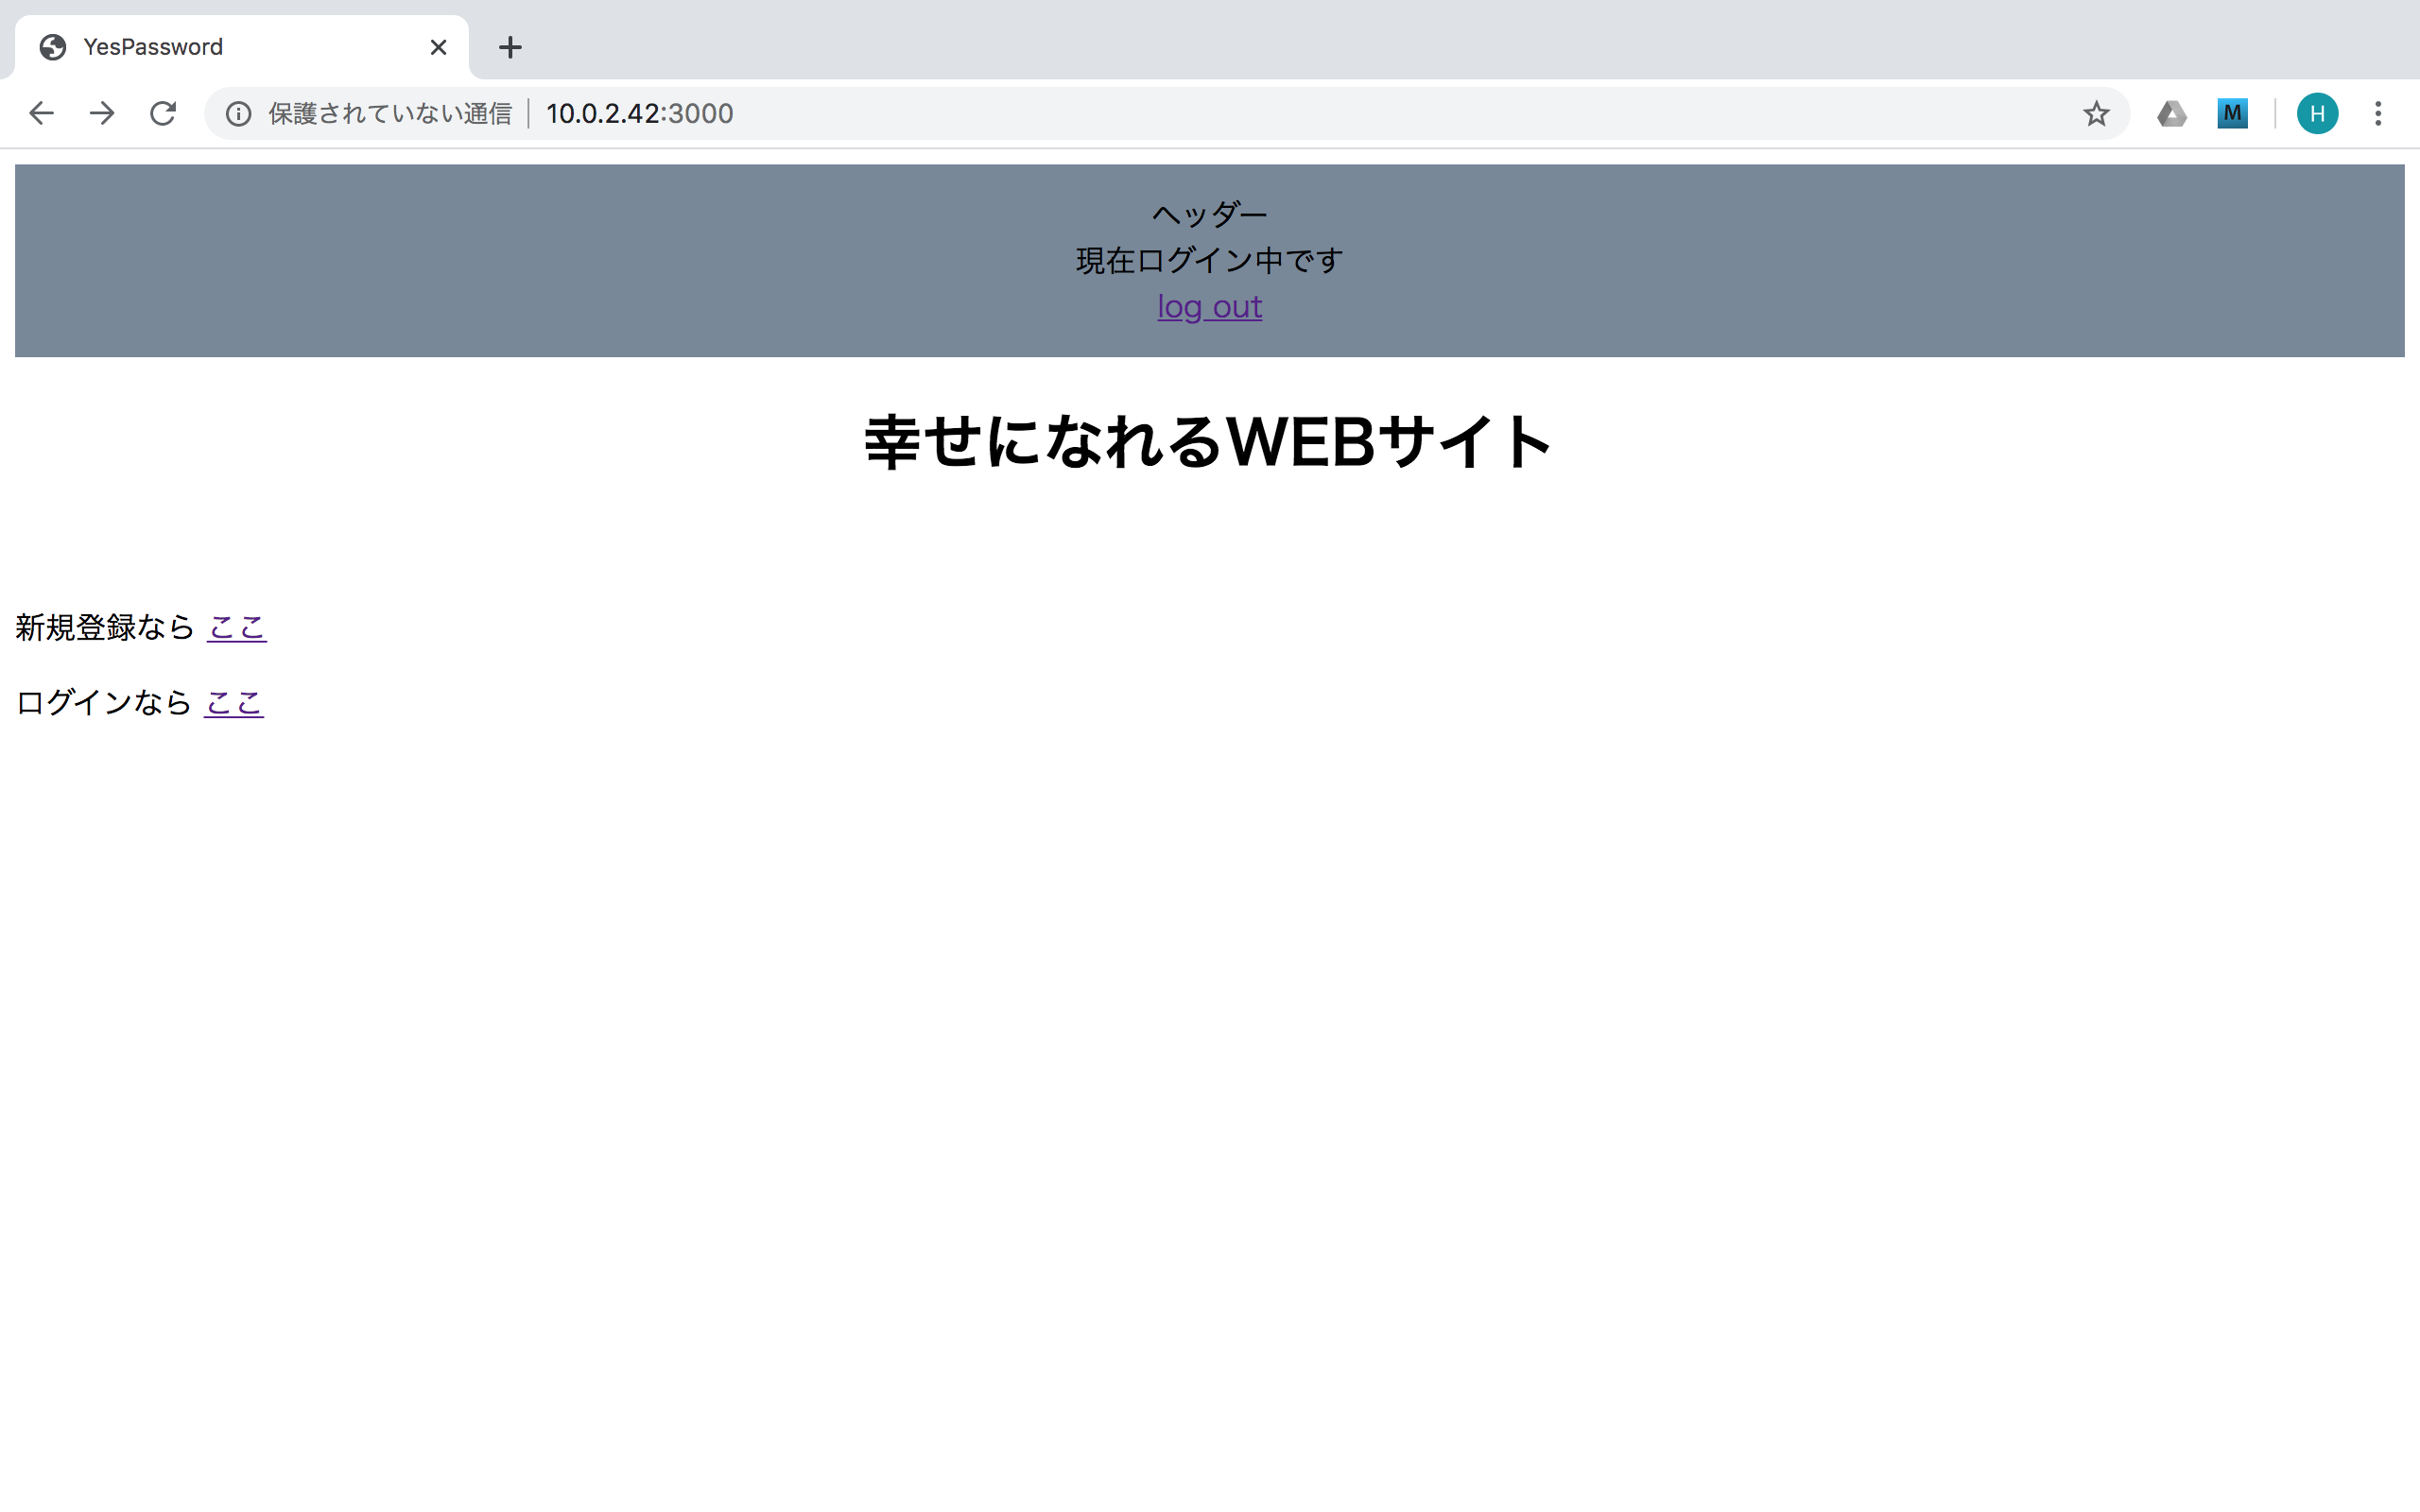 YesPassword
保護されていない通信 10.0.2.42:3000
M
H
ヘッダー
現在ログイン中です
log out
幸せになれるWEBサイト
新規登録なら ここ
ログインなら ここ